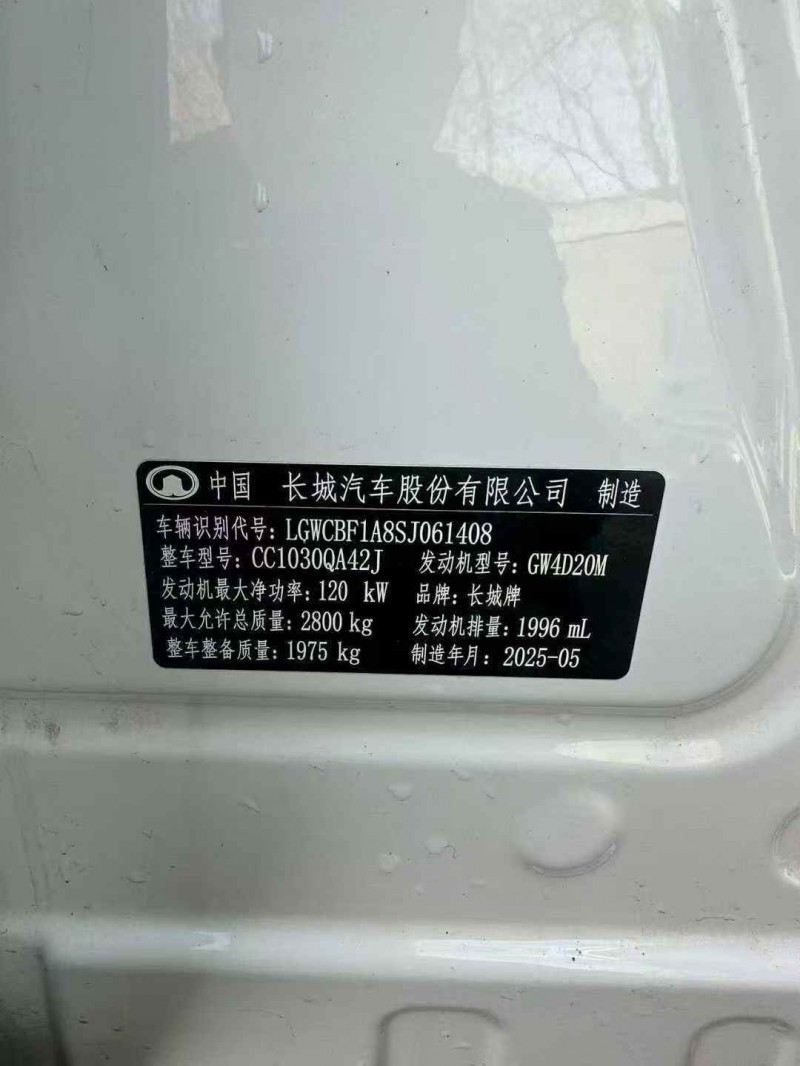 中国 长城汽车股份有限公司 制造
车辆识别代号: LGWCBF1A8SJ061408
整车型号: CC1030QA42J 发动机型号: GW4D20M
发动机最大净功率: 120 kW 品牌: 长城牌
最大允许总质量: 2800 kg 发动机排量: 1996 mL
整车整备质量: 1975 kg 制造年月: 2025-05